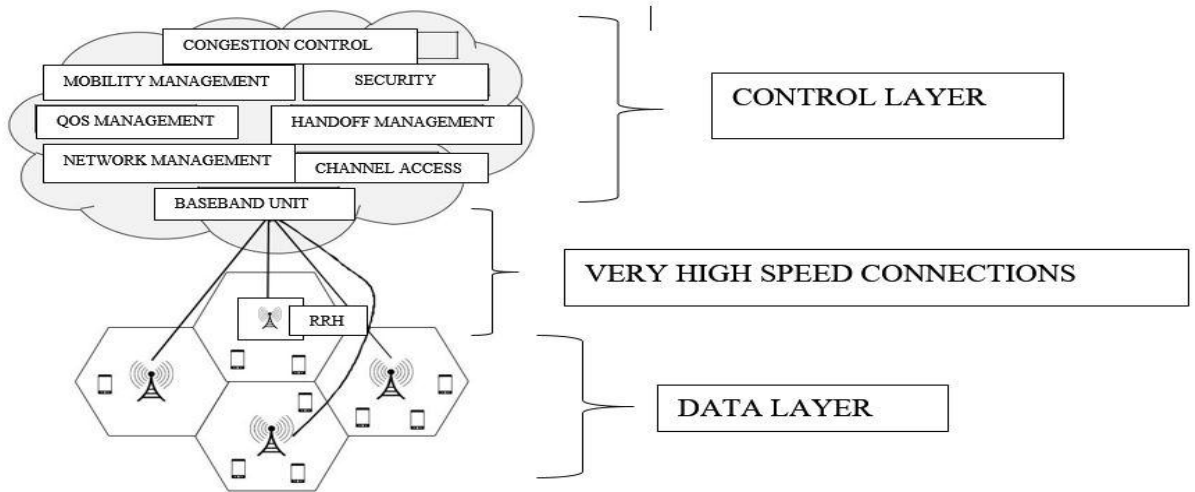 CONGESTION CONTROL
MOBILITY MANAGEMENT
SECURITY
QOS MANAGEMENT
HANDOFF MANAGEMENT
NETWORK MANAGEMENT
CHANNEL ACCESS
BASEBAND UNIT
CONTROL LAYER
VERY HIGH SPEED CONNECTIONS
RRH
DATA LAYER